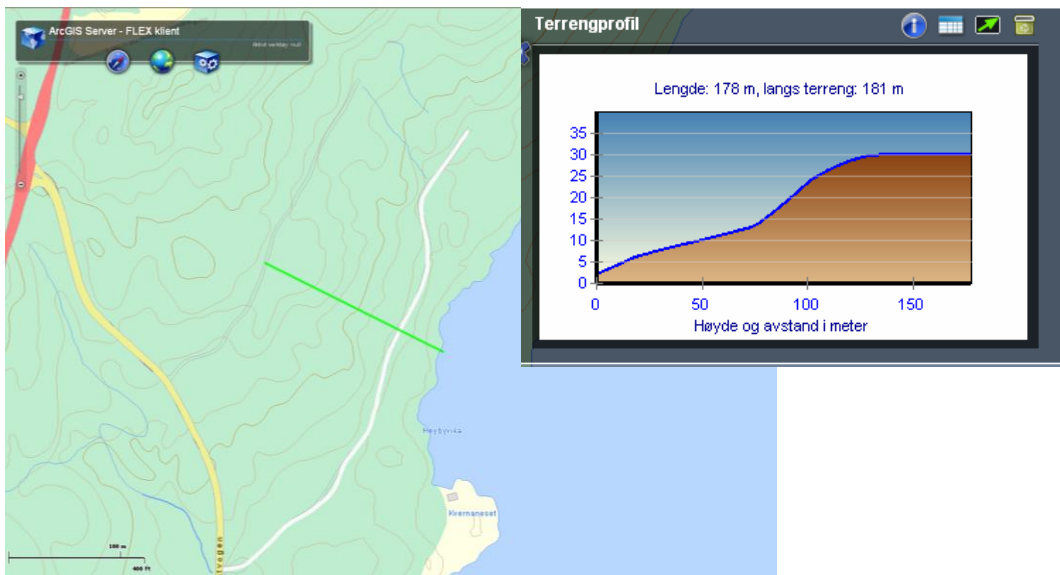 ArcGIS Server - FLEX klient
Terrengprofil
Lengde: 178 m, langs terreng: 181 m
35
30
25
20
15
10
5
0
0 50 100 150
Høyde og avstand i meter
Kvernaneset
100 m
400 ft